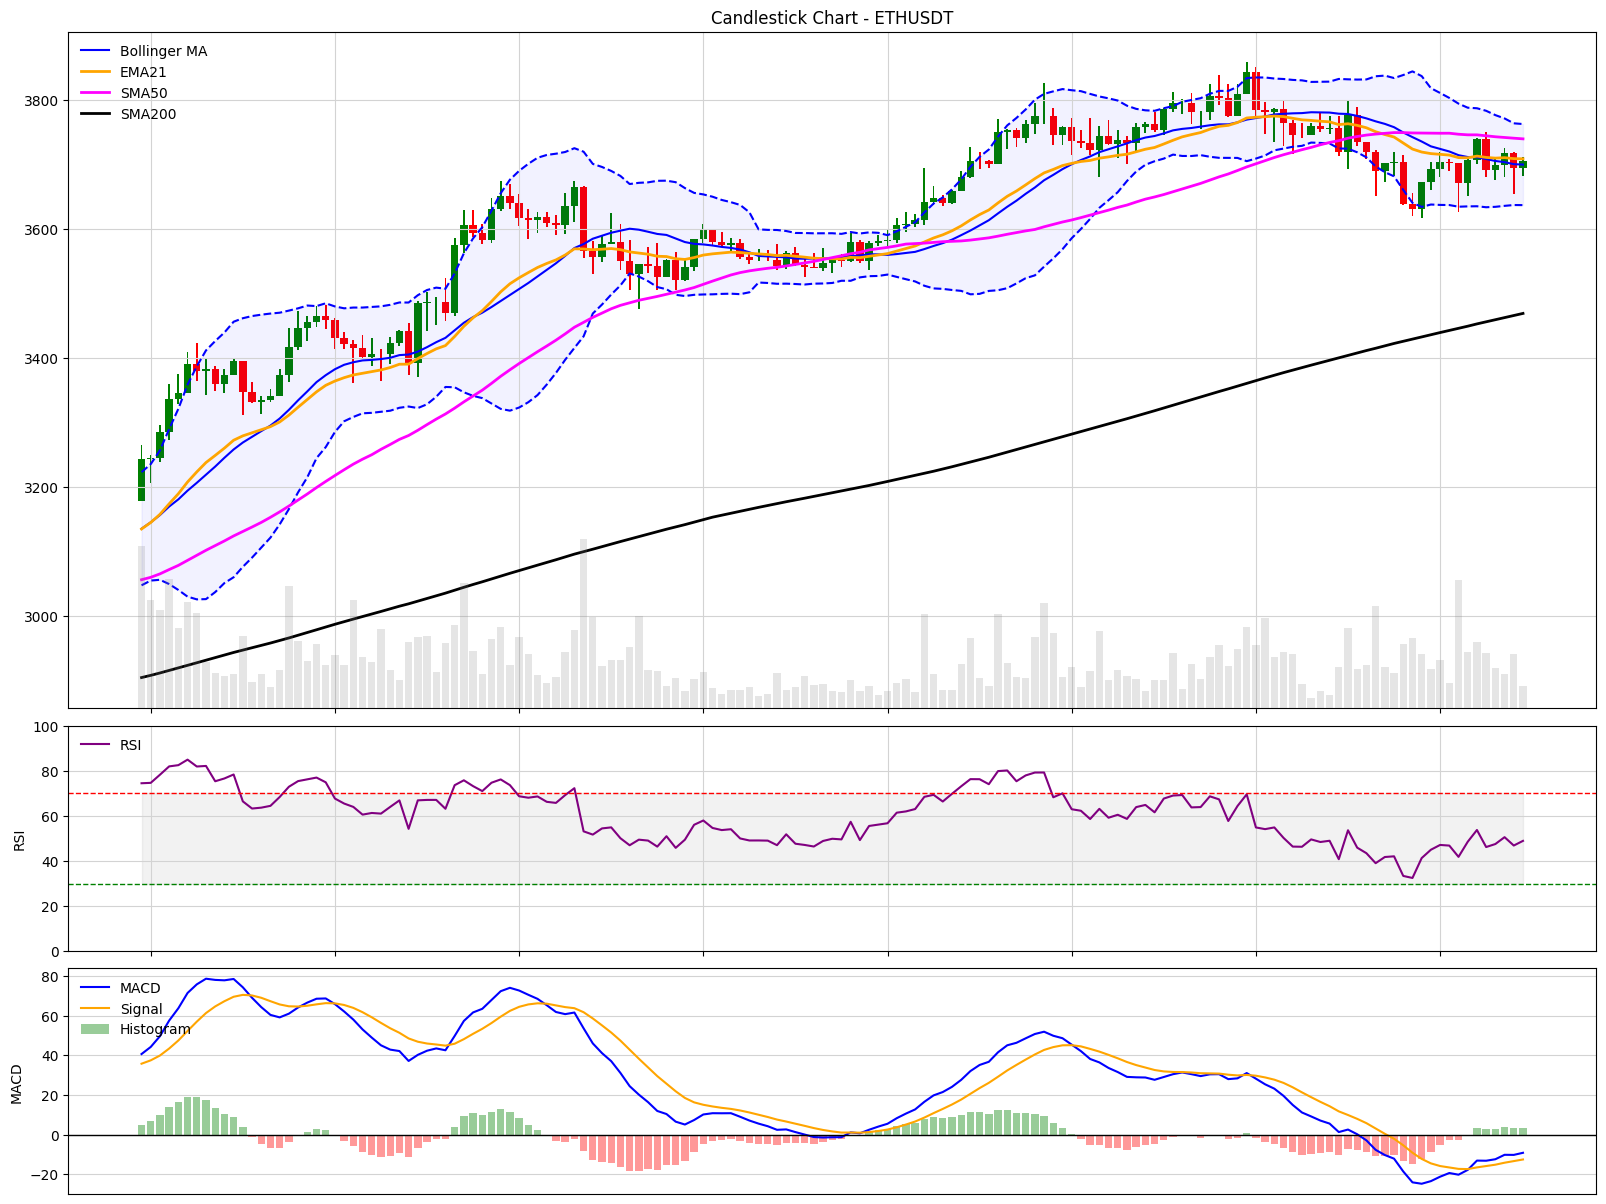 Candlestick Chart - ETHUSDT
Bollinger MA
EMA21
SMA50
SMA200
3800
3600
3400
3200
3000
RSI
100
80
60
40
20
0
RSI
MACD
Signal
Histogram
80
60
40
20
0
−20
MACD